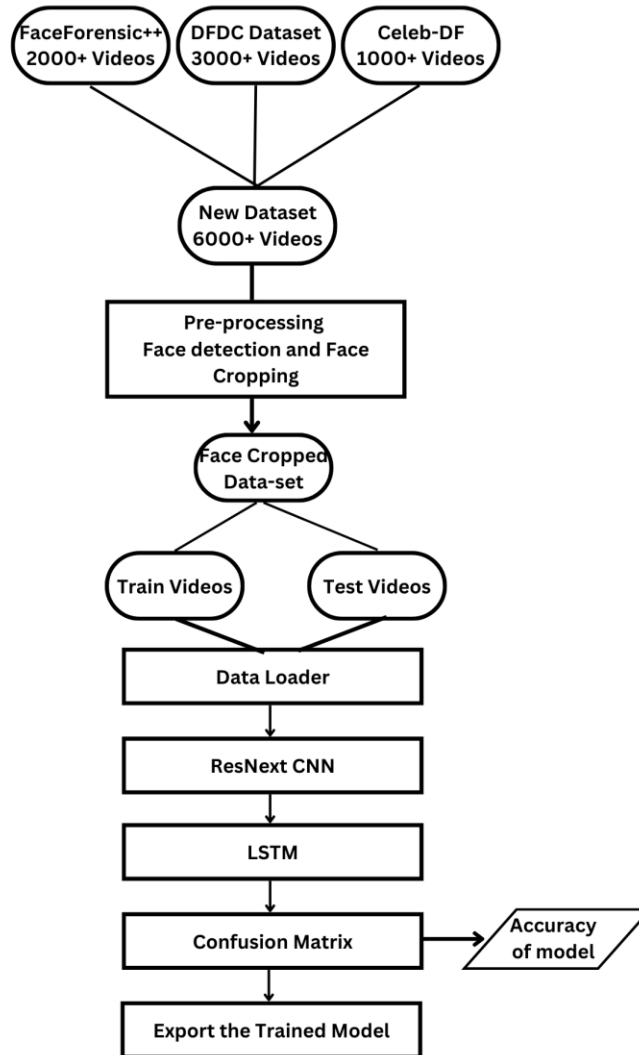 FaceForensic++
2000+ Videos
DFDC Dataset
3000+ Videos
Celeb-DF
1000+ Videos
New Dataset
6000+ Videos
Pre-processing
Face detection and Face
Cropping
Face Cropped
Data-set
Train Videos
Test Videos
Data Loader
ResNext CNN
LSTM
Confusion Matrix
Accuracy
of model
Export the Trained Model